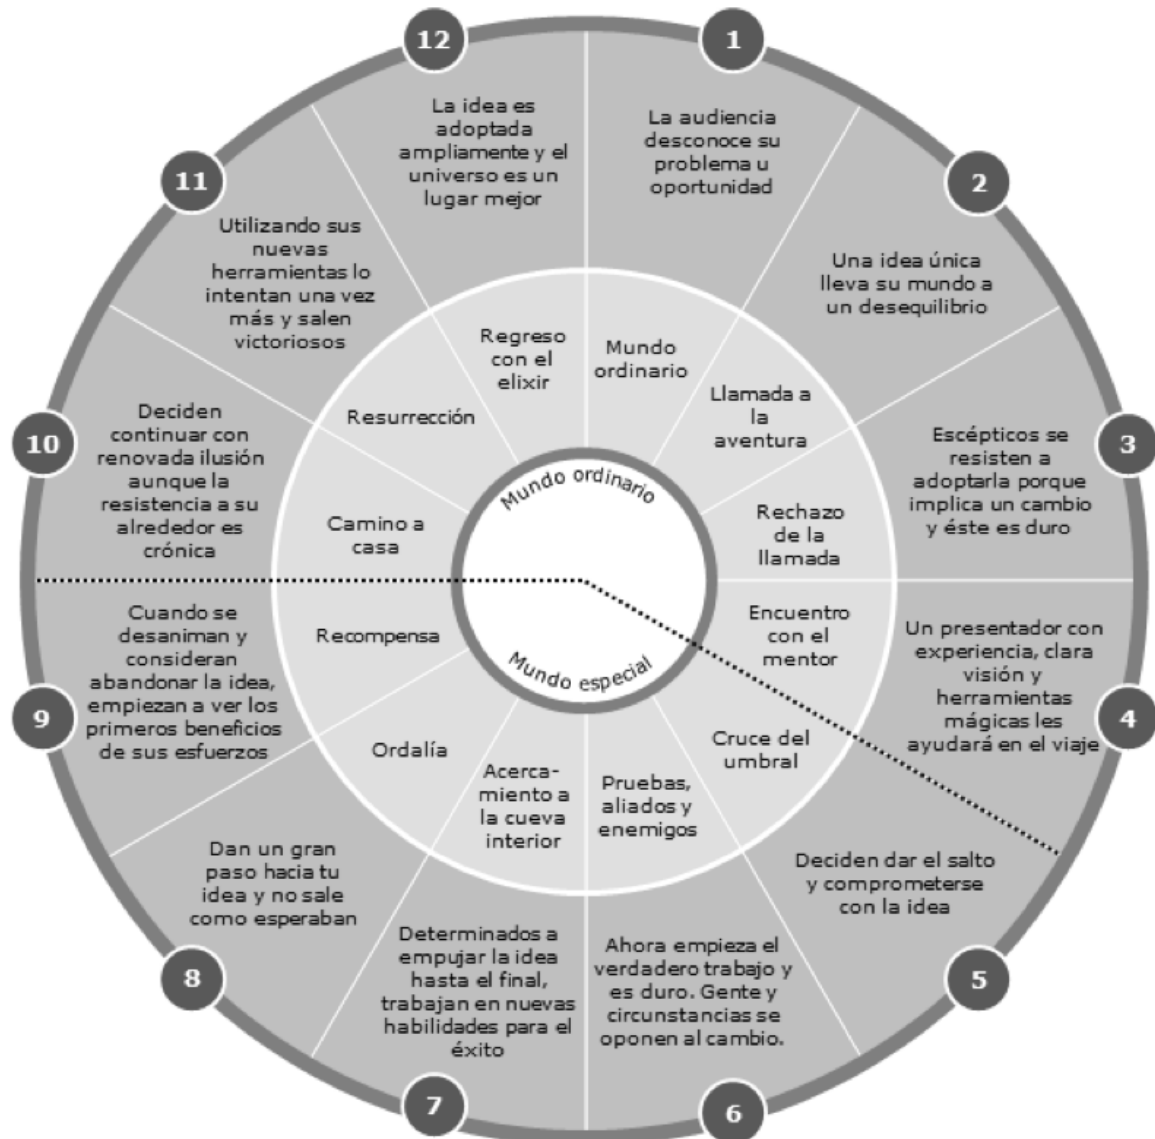 1
La audiencia
desconoce su
problema u
oportunidad
Mundo
ordinario
2
Una idea única
lleva su mundo a
un desequilibrio
Llamada a
la
aventura
3
Escépticos se
resisten a
adoptarla porque
implica un cambio
y éste es duro
Rechazo
de la
llamada
4
Un presentador con
experiencia, clara
visión y
herramientas
mágicas les
ayudará en el viaje
Encuentro
con el
mentor
5
Deciden dar el salto
y comprometerse
con la idea
Cruce del
umbral
6
Ahora empieza el
verdadero trabajo y
es duro. Gente y
circunstancias se
oponen al cambio.
Pruebas,
aliados y
enemigos
7
Determinados a
empujar la idea
hasta el final,
trabajan en nuevas
habilidades para el
éxito
Acerca-
miento a
la cueva
interior
8
Dan un gran
paso hacia tu
idea y no sale
como esperaban
Ordalía
9
Cuando se
desaniman y
consideran
abandonar la idea,
empiezan a ver los
primeros beneficios
de sus esfuerzos
Recompensa
10
Deciden
continuar con
renovada ilusión
aunque la
resistencia a su
alrededor es
crónica
Camino a
casa
11
Utilizando sus
nuevas
herramientas lo
intentan una vez
más y salen
victoriosos
Resurrección
12
La idea es
adoptada
ampliamente y el
universo es un
lugar mejor
Regreso
con el
elixir
Mundo ordinario
Mundo especial